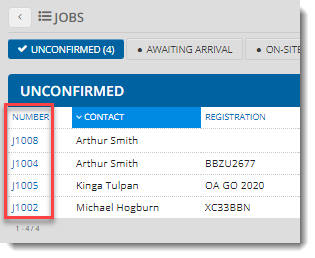 JOBS
UNCONFIRMED (4) AWAITING ARRIVAL ON-SITE
UNCONFIRMED
NUMBER CONTACT REGISTRATION
J1008 Arthur Smith
J1004 Arthur Smith BBZU2677
J1005 Kinga Tulpan OA GO 2020
J1002 Michael Hogburn XC33BBN
1 - 4 / 4